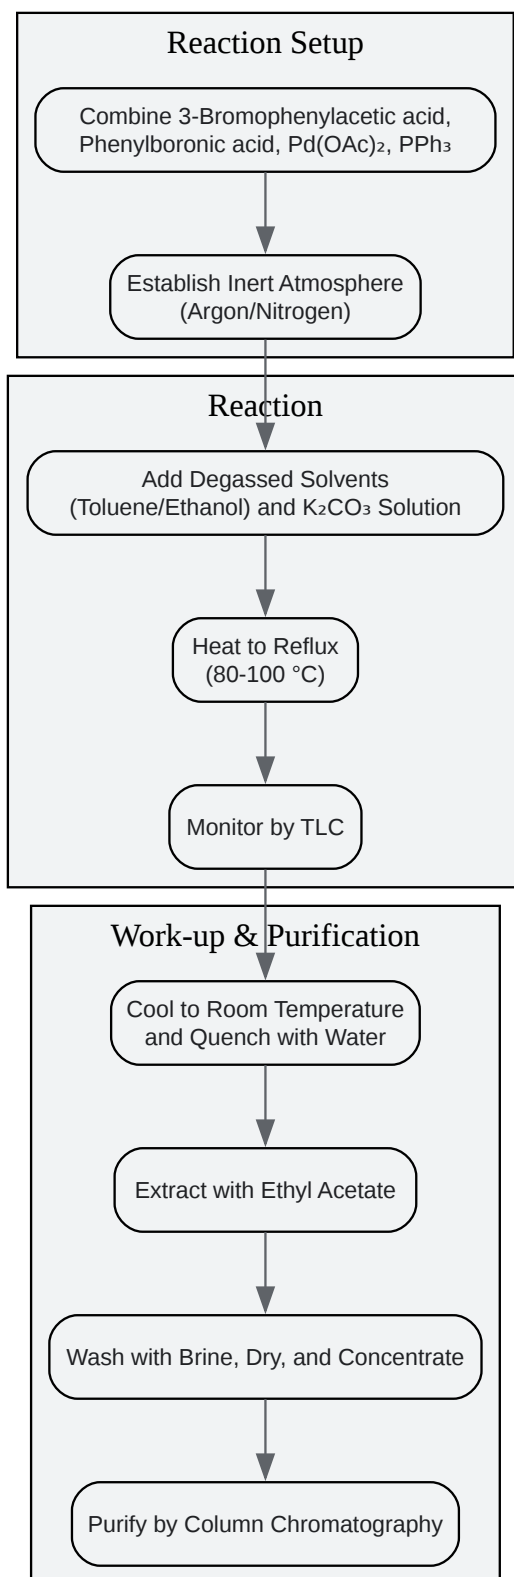 Reaction Setup
Combine 3-Bromophenylacetic acid,
Phenylboronic acid, Pd(OAc)₂, PPh₃
Establish Inert Atmosphere
(Argon/Nitrogen)
Reaction
Add Degassed Solvents
(Toluene/Ethanol) and K₂CO₃ Solution
Heat to Reflux
(80-100 °C)
Monitor by TLC
Work-up & Purification
Cool to Room Temperature
and Quench with Water
Extract with Ethyl Acetate
Wash with Brine, Dry, and Concentrate
Purify by Column Chromatography